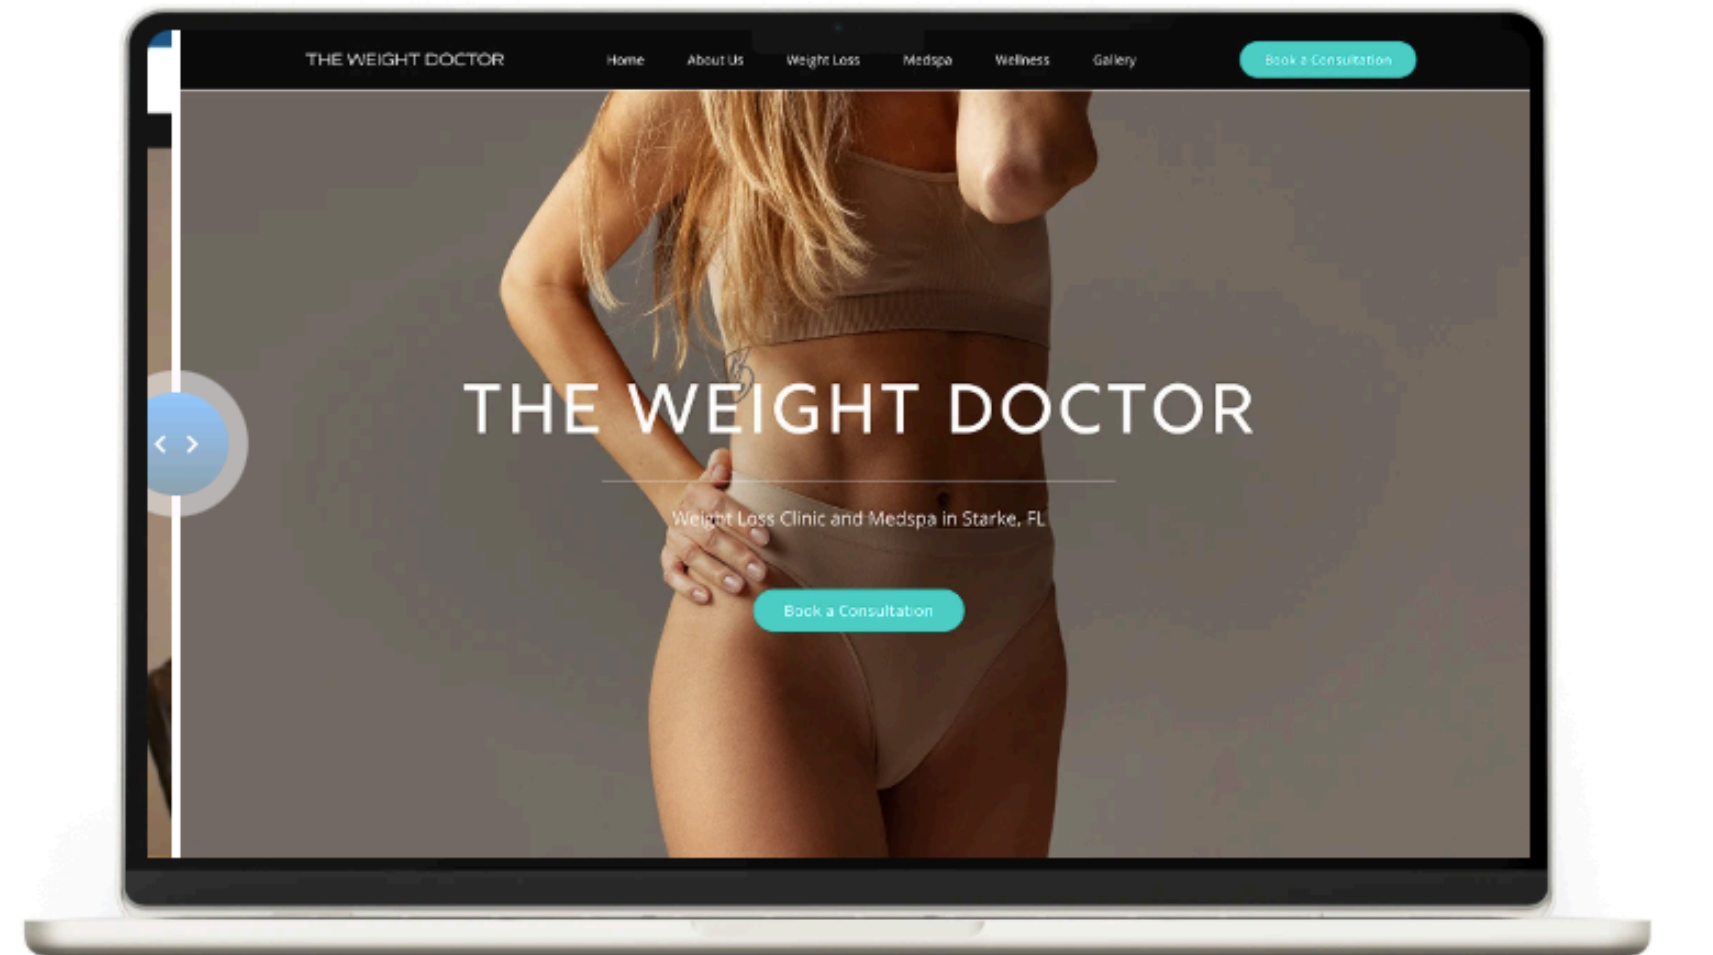 THE WEIGHT DOCTOR Home About Us Weight Loss Medspa Wellness Gallery Book a Consultation
THE WEIGHT DOCTOR
Weight Loss Clinic and Medspa in Starke, FL
Book a Consultation